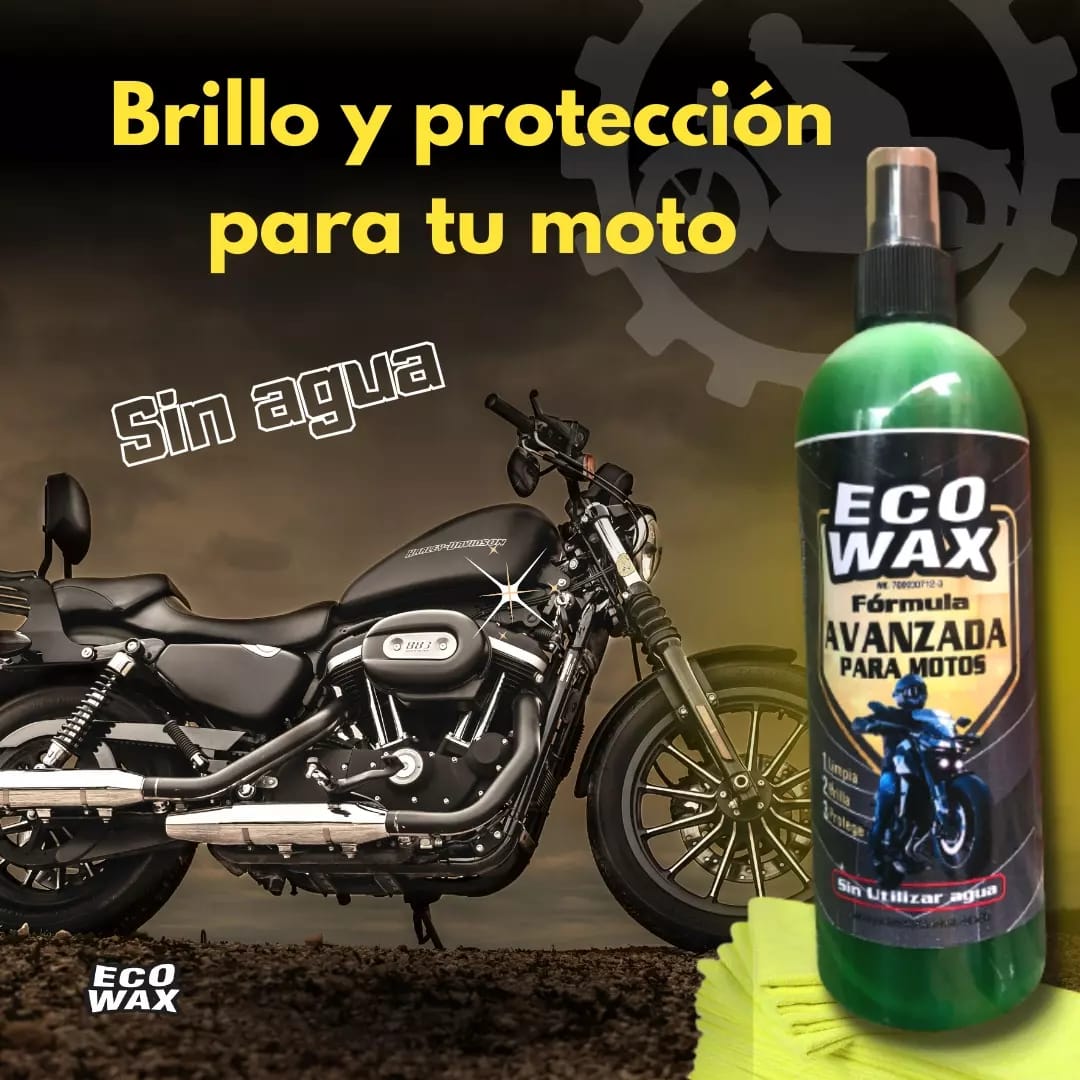 Brillo y protección
para tu moto
Sin agua
HARLEY-DAVIDSON
883
ECO
WAX
Fórmula
AVANZADA
PARA MOTOS
1 Limpia
2 Brilla
3 Protege
Sin Utilizar agua
ECO
WAX